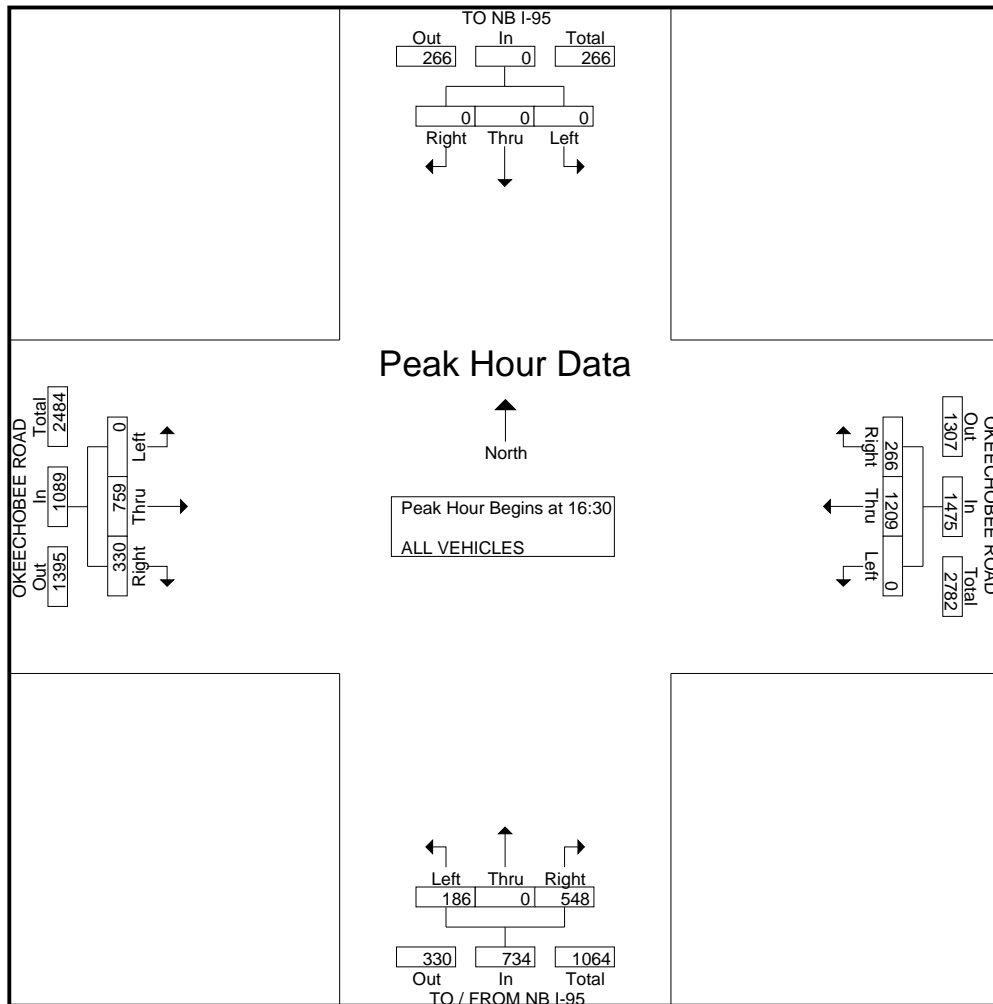 TO NB I-95
Out In Total
266 0 266
0 0 0
Right Thru Left
Peak Hour Data
North
Peak Hour Begins at 16:30
ALL VEHICLES
OKEECHOBEE ROAD
Out In Total
1395 1089 2484
330 759 0
Right Thru Left
OKEECHOBEE ROAD
Out In Total
1307 1475 2782
266 1209 0
Right Thru Left
Left Thru Right
186 0 548
330 734 1064
Out In Total
TO / FROM NB I-95